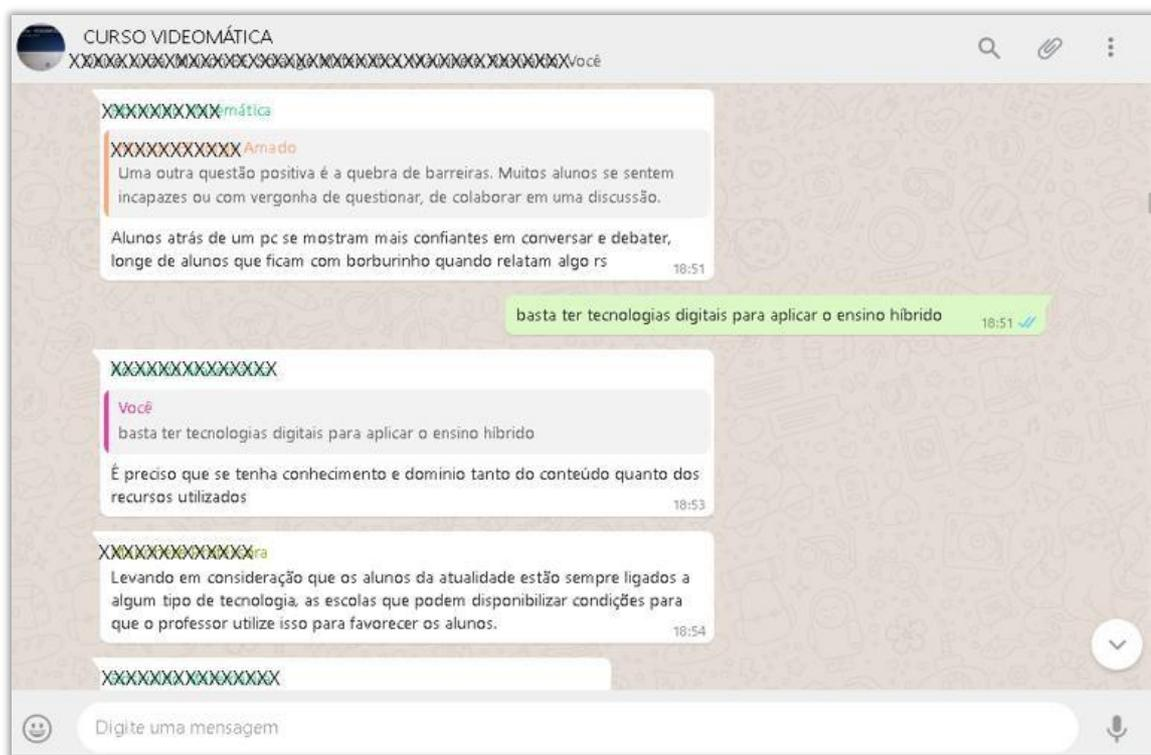 CURSO VIDEOMÁTICA
Você
emática
Amado
Uma outra questão positiva é a quebra de barreiras. Muitos alunos se sentem
incapazes ou com vergonha de questionar, de colaborar em uma discussão.
Alunos atrás de um pc se mostram mais confiantes em conversar e debater,
longe de alunos que ficam com borburinho quando relatam algo rs
18:51
basta ter tecnologias digitais para aplicar o ensino híbrido 18:51
Você
basta ter tecnologias digitais para aplicar o ensino híbrido
É preciso que se tenha conhecimento e dominio tanto do conteúdo quanto dos
recursos utilizados
18:53
Levando em consideração que os alunos da atualidade estão sempre ligados a
algum tipo de tecnologia, as escolas que podem disponibilizar condições para
que o professor utilize isso para favorecer os alunos.
18:54
Digite uma mensagem